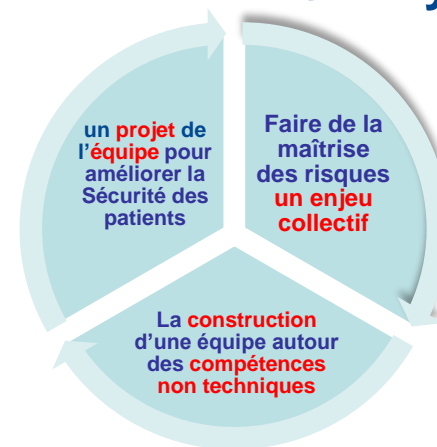 un projet de
l'équipe pour
améliorer la
Sécurité des
patients
Faire de la
maîtrise
des risques
un enjeu
collectif
La construction
d'une équipe autour
des compétences
non techniques